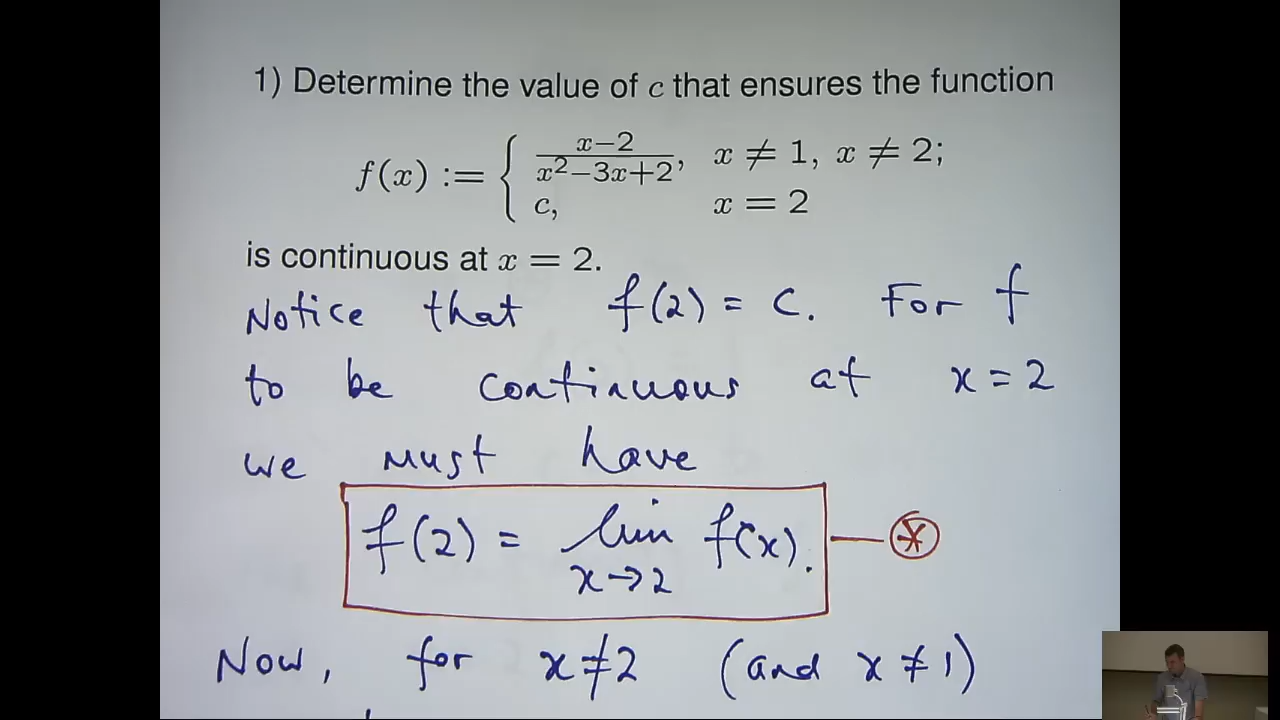 1) Determine the value of c that ensures the function
f(x) := { x−2 / x²−3x+2, x ≠ 1, x ≠ 2;
c, x = 2
is continuous at x = 2.
Notice that f(2) = c. For f
to be continuous at x = 2
we must have
f(2) = lim x→2 f(x). — ⊛
Now, for x≠2 (and x≠1)